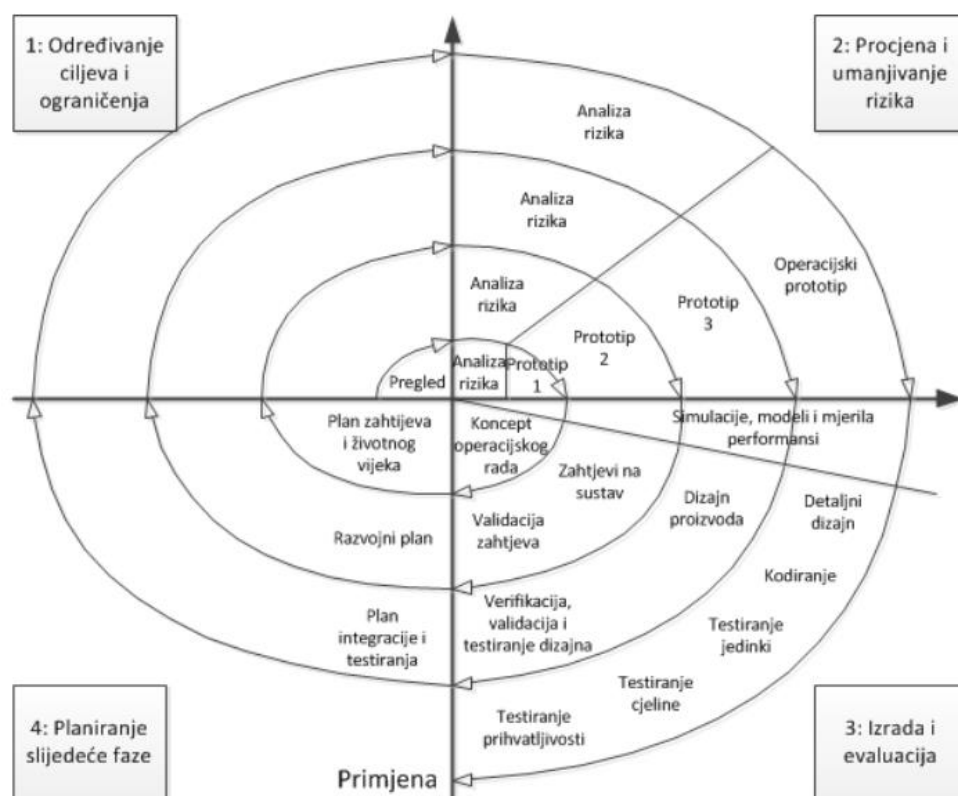 1: Određivanje
ciljeva i
ograničenja
2: Procjena i
umanjivanje
rizika
Analiza
rizika
Analiza
rizika
Operacijski
prototip
Analiza
rizika
Prototip
3
Prototip
2
Pregled
Analiza
rizika
Prototip
1
Plan zahtijeva
i životnog
vijeka
Koncept
operacijskog
rada
Simulacije, modeli i mjerila
performansi
Zahtjevi na
sustav
Dizajn
proizvoda
Detaljni
dizajn
Razvojni plan
Validacija
zahtjeva
Kodiranje
Plan
integracije i
testiranja
Verifikacija,
validacija i
testiranje dizajna
Testiranje
jedinki
Testiranje
cjeline
Testiranje
prihvatljivosti
4: Planiranje
slijedeće faze
Primjena
3: Izrada i
evaluacija